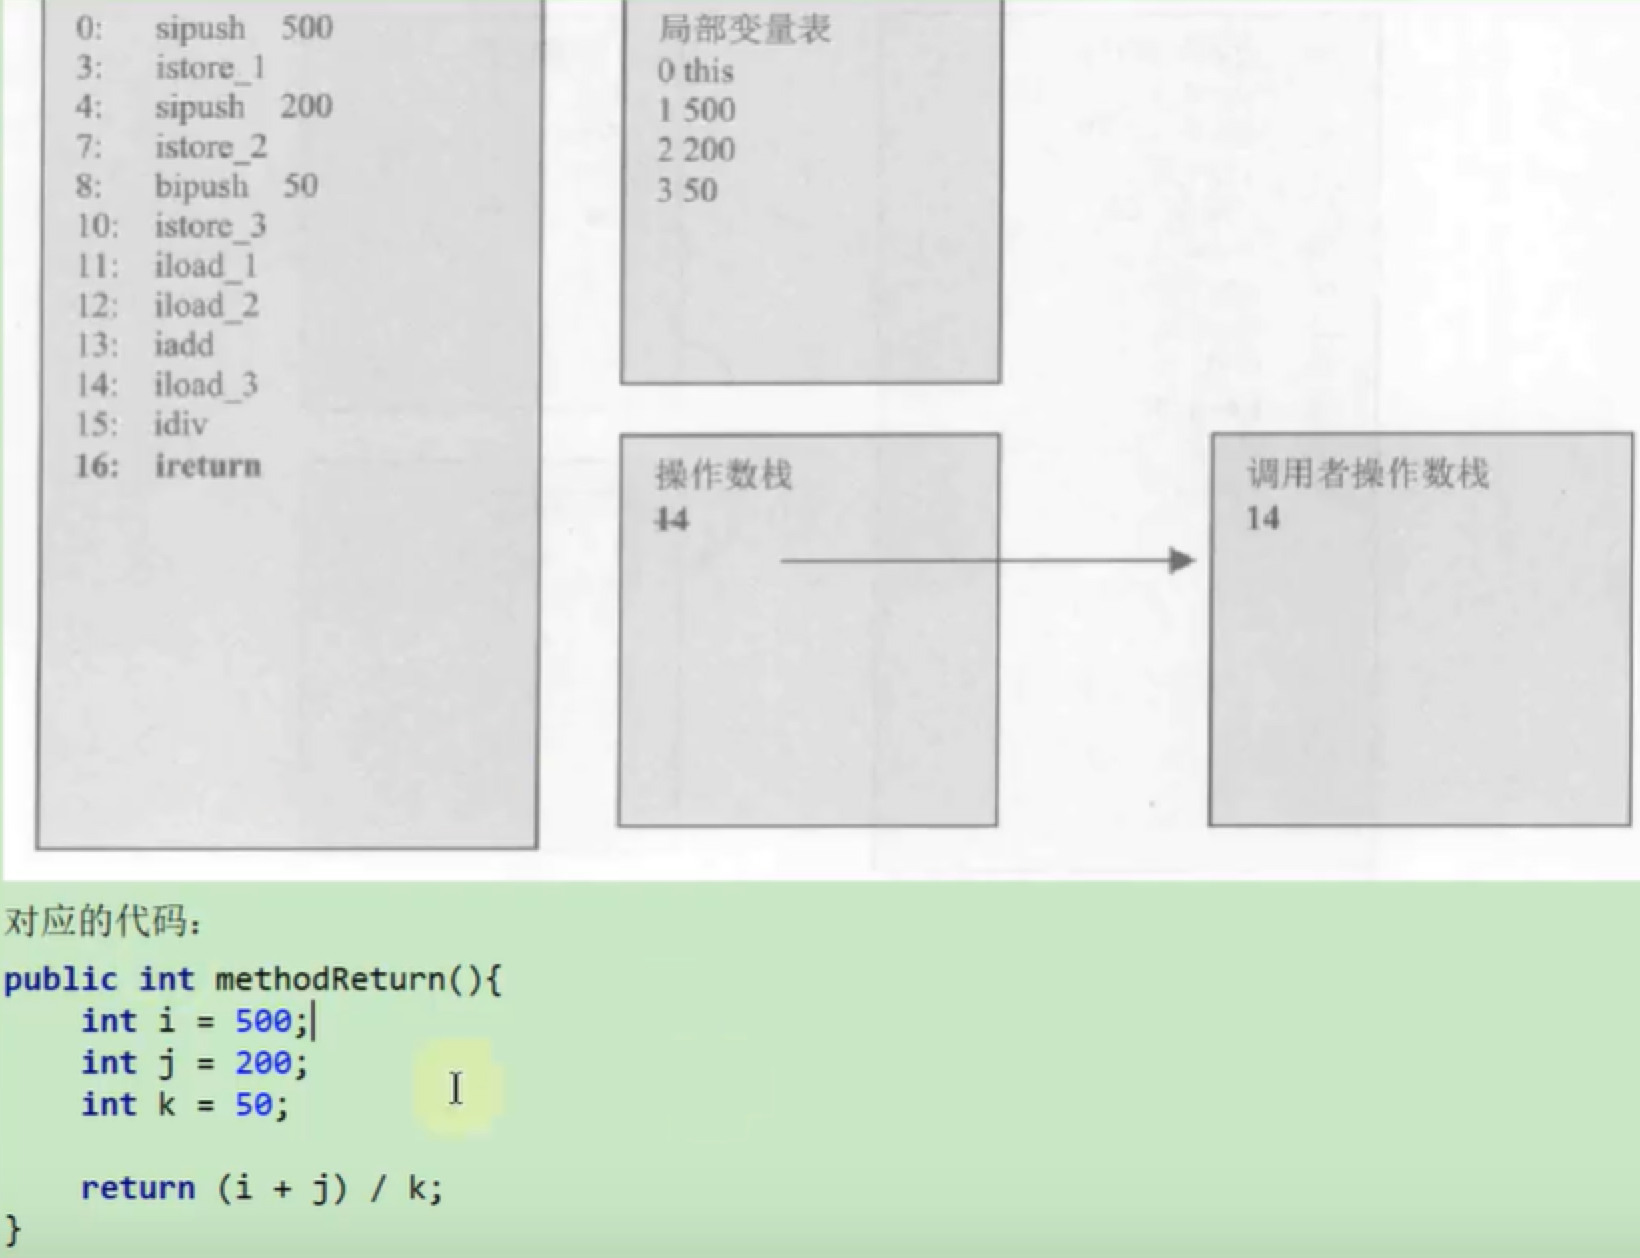 0: sipush 500
3: istore_1
4: sipush 200
7: istore_2
8: bipush 50
10: istore_3
11: iload_1
12: iload_2
13: iadd
14: iload_3
15: idiv
16: ireturn
局部变量表
0 this
1 500
2 200
3 50
操作数栈
14
调用者操作数栈
14
对应的代码：
public int methodReturn(){
    int i = 500;
    int j = 200;
    int k = 50;
    return (i + j) / k;
}